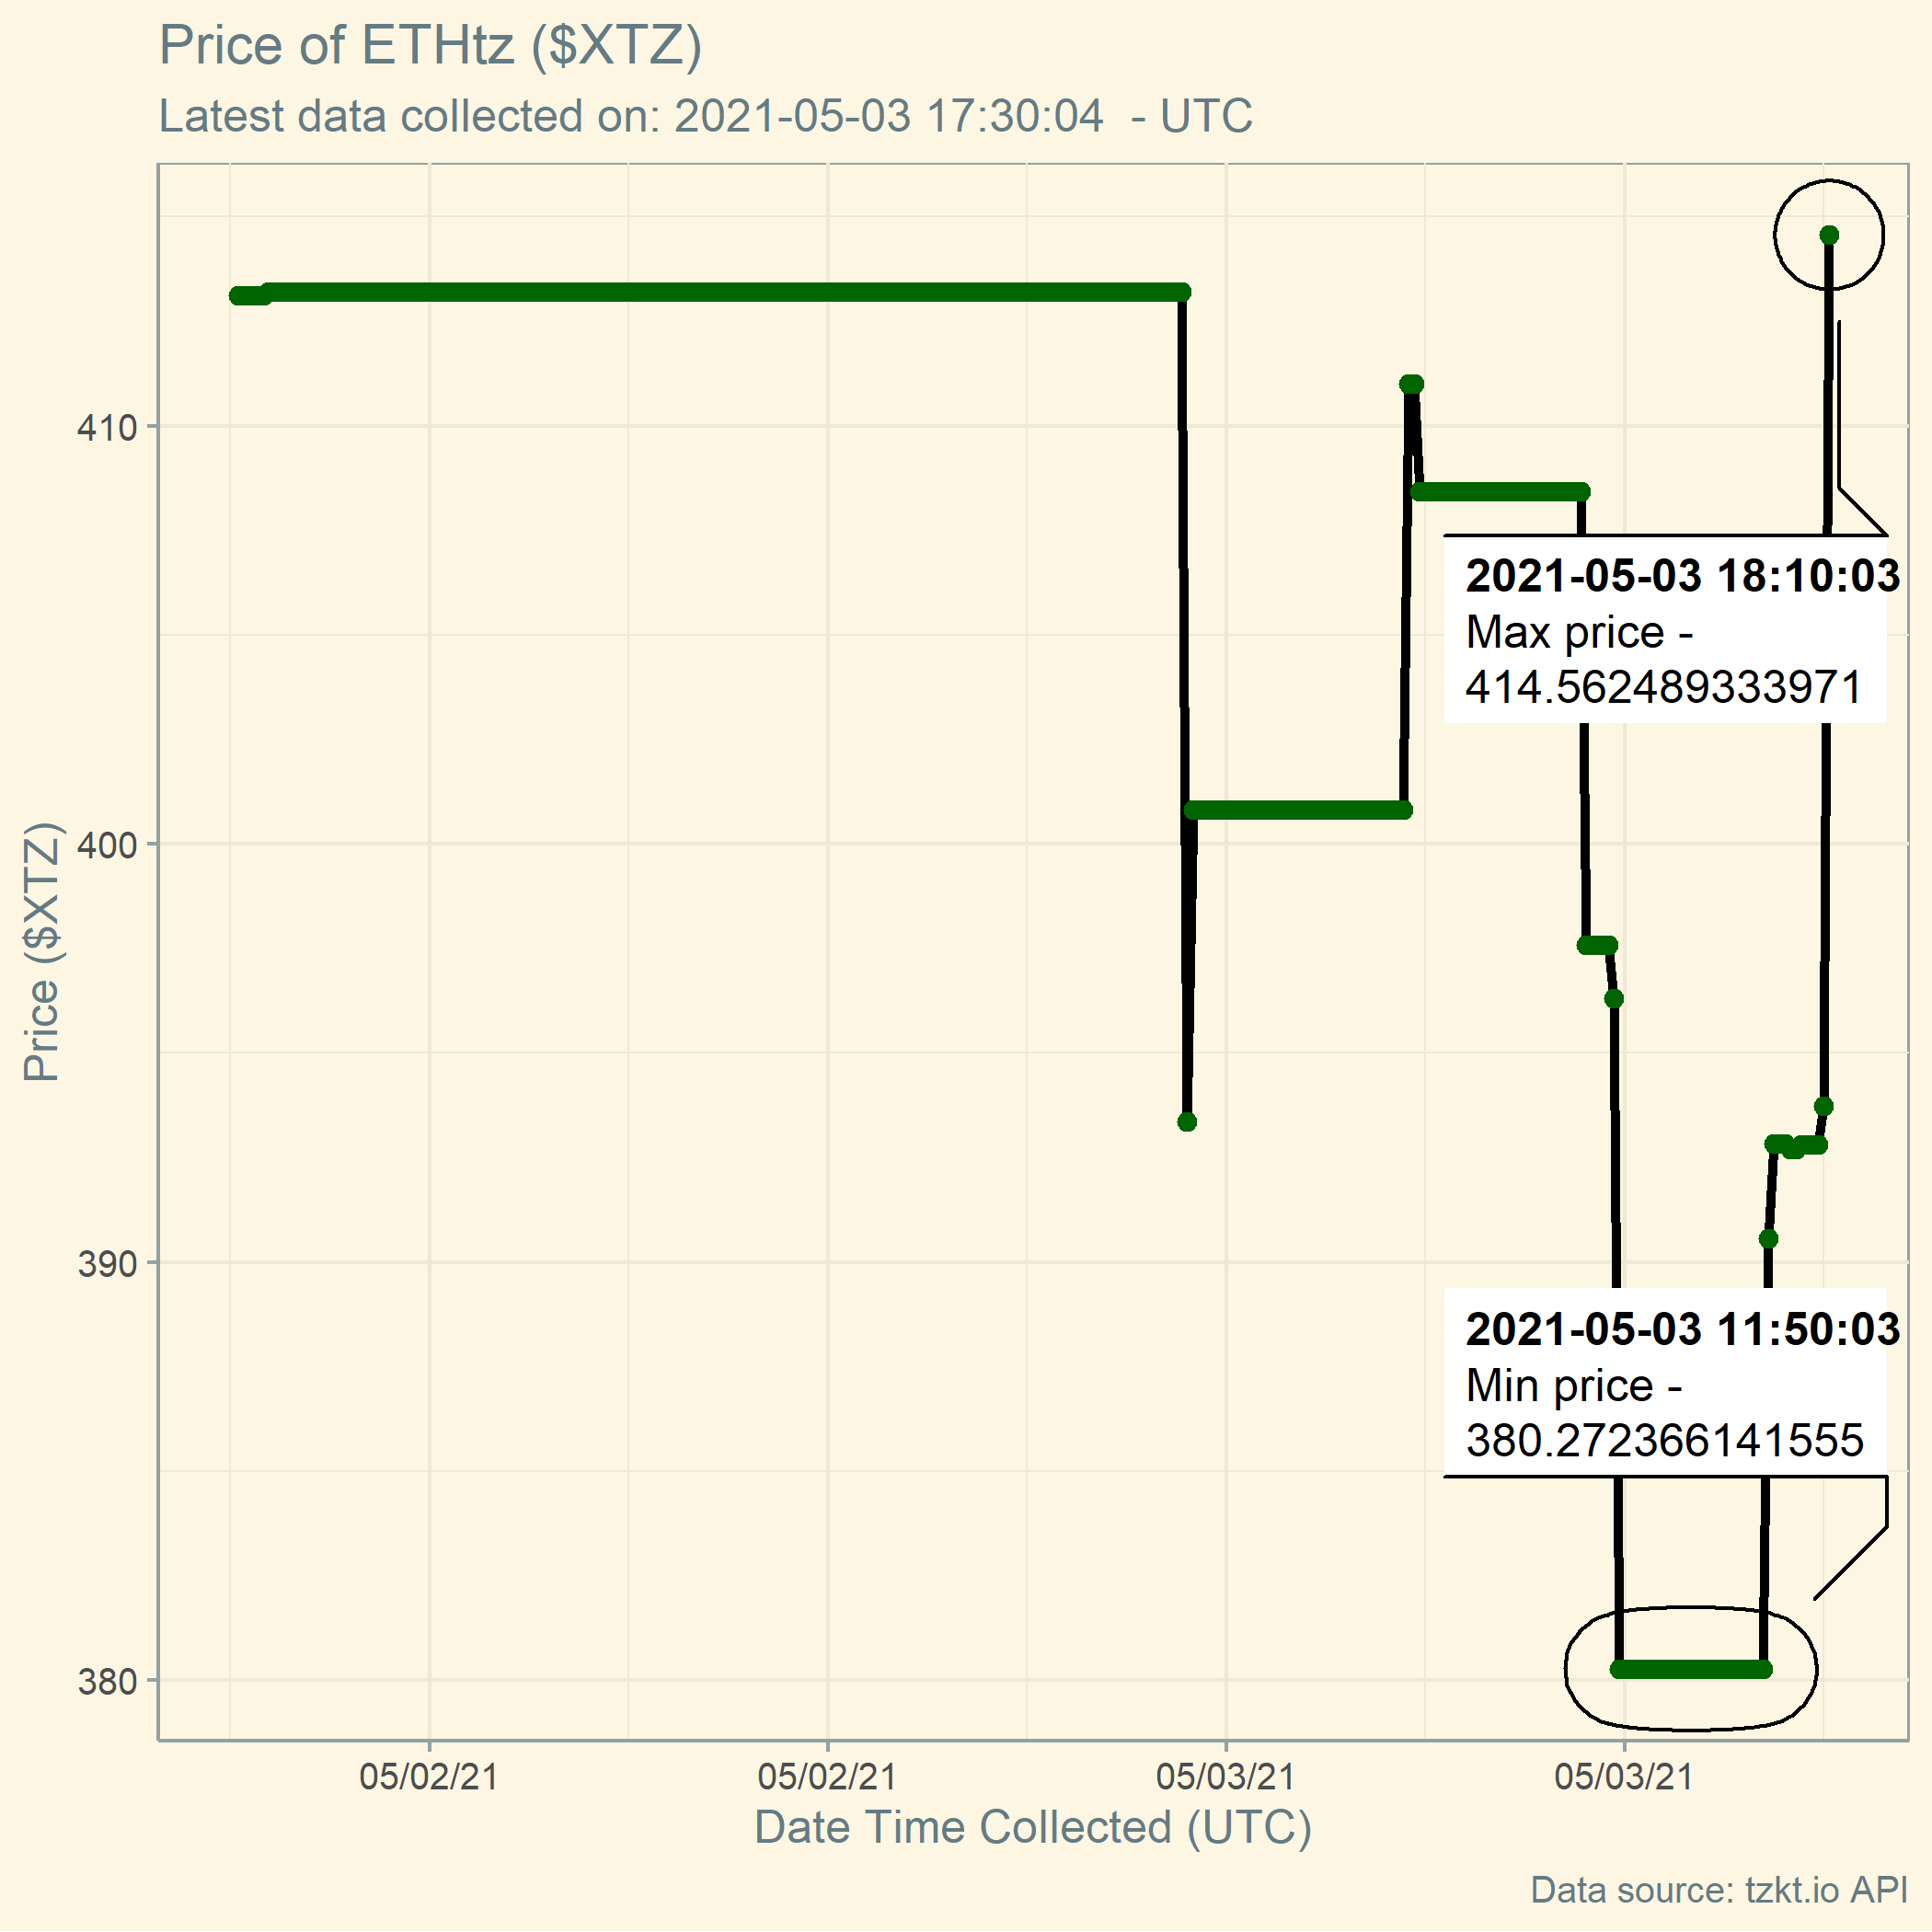 Price of ETHtz ($XTZ)
Latest data collected on: 2021-05-03 17:30:04  - UTC
Price ($XTZ)
410
400
390
380
2021-05-03 18:10:03
Max price -
414.562489333971
2021-05-03 11:50:03
Min price -
380.272366141555
05/02/21
05/02/21
05/03/21
05/03/21
Date Time Collected (UTC)
Data source: tzkt.io API